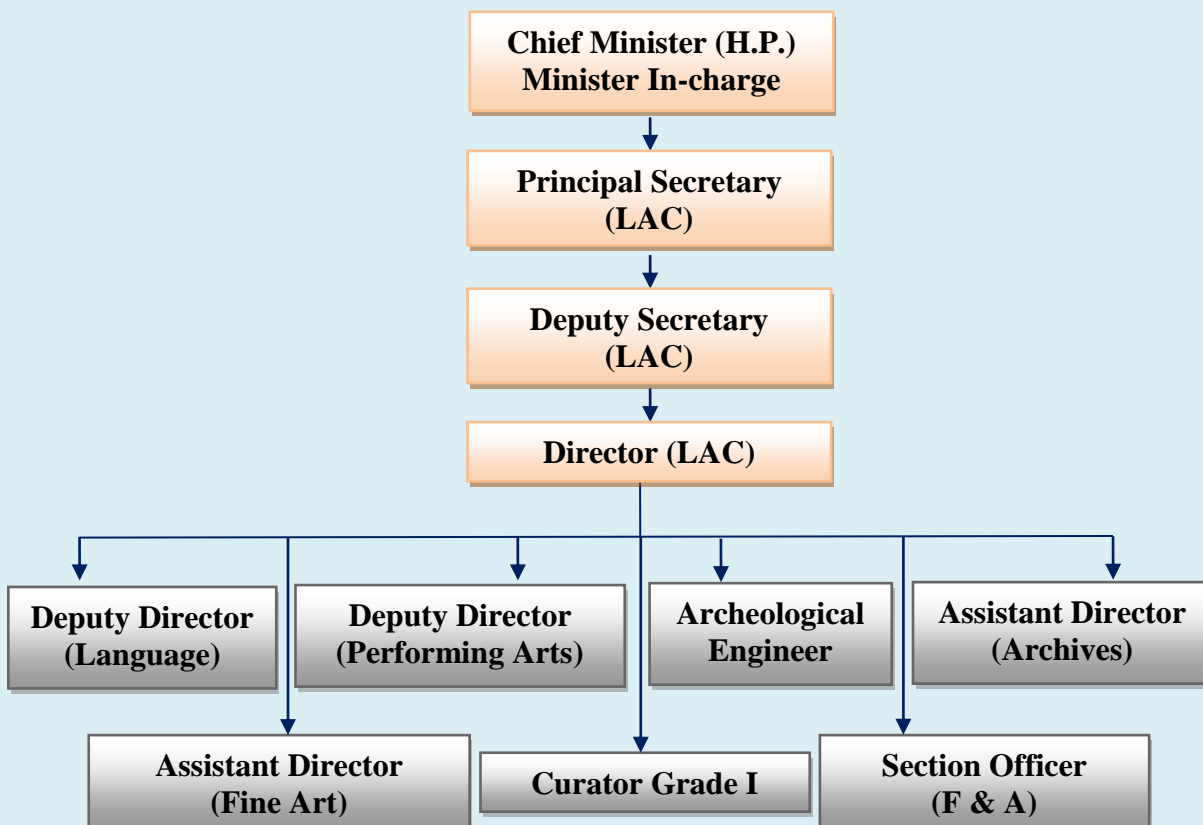 Chief Minister (H.P.)
Minister In-charge
Principal Secretary
(LAC)
Deputy Secretary
(LAC)
Director (LAC)
Deputy Director
(Language)
Deputy Director
(Performing Arts)
Archeological
Engineer
Assistant Director
(Archives)
Assistant Director
(Fine Art)
Curator Grade I
Section Officer
(F & A)